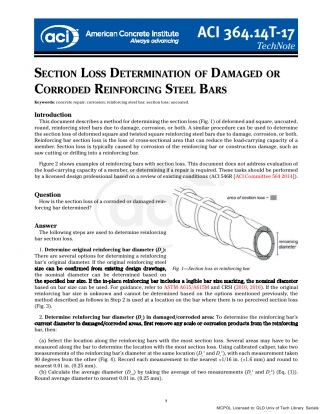 aci
American Concrete Institute
Always advancing
ACI 364.14T-17
TechNote
SECTION LOSS DETERMINATION OF DAMAGED OR
CORRODED REINFORCING STEEL BARS
Keywords: concrete repair; corrosion; reinforcing steel bar; section loss; uncoated.
Introduction
This document describes a method for determining the section loss (Fig. 1) of deformed and square, uncoated,
round, reinforcing steel bars due to damage, corrosion, or both. A similar procedure can be used to determine
the section loss of deformed square and twisted square reinforcing steel bars due to damage, corrosion, or both.
Reinforcing bar section loss is the loss of cross-sectional area that can reduce the load-carrying capacity of a
member. Section loss is typically caused by corrosion of the reinforcing bar or construction damage, such as
saw cutting or drilling into a reinforcing bar.
Figure 2 shows examples of reinforcing bars with section loss. This document does not address evaluation of
the load-carrying capacity of a member, or determining if a repair is required. These tasks should be performed
by a licensed design professional based on a review of existing conditions (ACI 546R [ACI Committee 564 2014]).
Question
How is the section loss of a corroded or damaged rein-
forcing bar determined?
Answer
The following steps are used to determine reinforcing
bar section loss.
1. Determine original reinforcing bar diameter (D
There are several options for determining a reinforcing
bar's original diameter. If the original reinforcing steel
size can be confirmed from existing design drawings,
the nominal diameter can be determined based on
the specified bar size. If the in-place reinforcing bar includes a legible bar size marking, the nominal diameter
based on bar size can be used. For guidance, refer to ASTM A615/A615M and CRSI (2016, 2016). If the original
reinforcing bar size is unknown and cannot be determined based on the options mentioned previously, the
method described as follows in Step 2 is used at a location on the bar where there is no perceived section loss
(Fig. 3).
area of section loss
remaining
diameter
Fig. 1—Section loss in reinforcing bar
2. Determine reinforcing bar diameter in damaged/corroded area: To determine the reinforcing bar's
current diameter in damaged/corroded areas, first remove any scale or corrosion products from the reinforcing
bar, then:
(a) Select the location along the reinforcing bars with the most section loss. Several areas may have to be
measured along the bar to determine the location with the most section loss. Using calibrated caliper, take two
measurements of the reinforcing bar's diameter at the same location, with each measurement taken
90 degrees from the other (Fig. 4). Record each measurement to the nearest ±1/16 in. (±1.6 mm) and round to
nearest 0.01 in. (0.25 mm).
(b) Calculate the average diameter by taking the average of two measurements (Eq. (1)).
Round average diameter to nearest 0.01 in. (0.25 mm).
1
MCPDL Licensed to: QLD Univ of Tech Library Serials